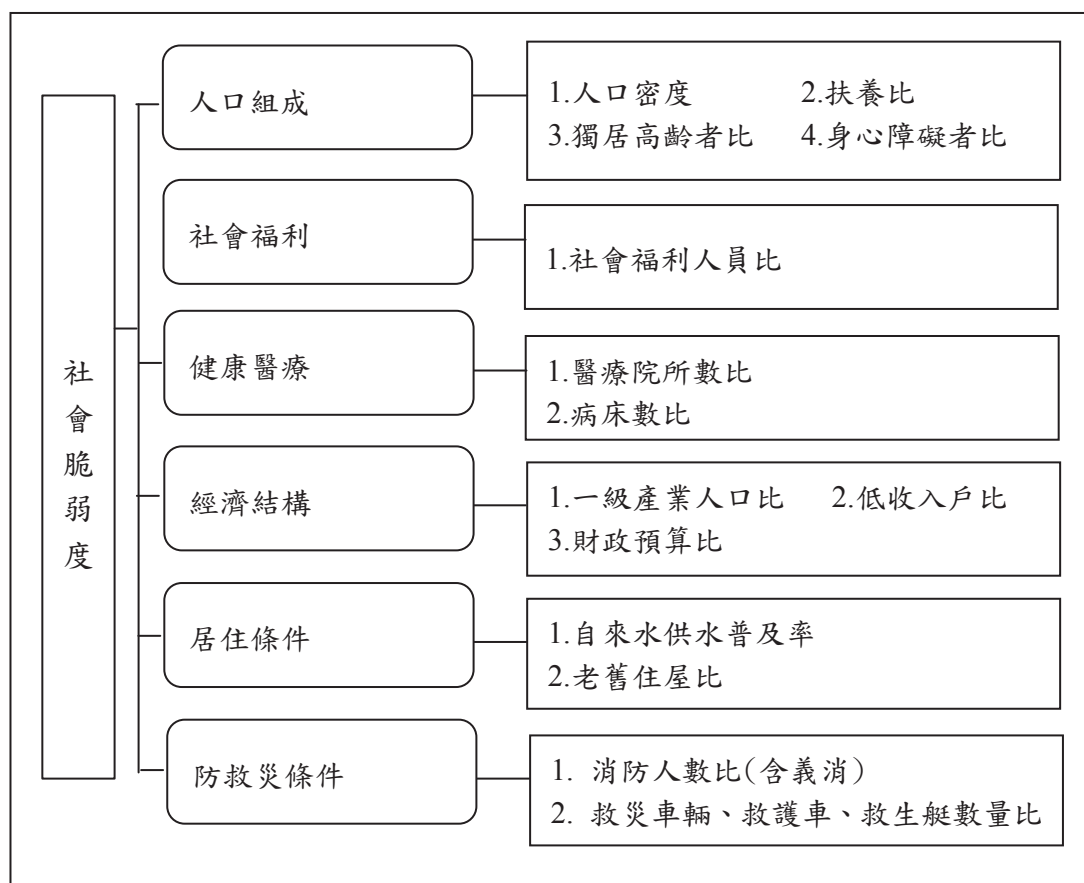 社會脆弱度
人口組成
1.人口密度 2.扶養比
3.獨居高齡者比 4.身心障礙者比
社會福利
1.社會福利人員比
健康醫療
1.醫療院所數比
2.病床數比
經濟結構
1.一級產業人口比 2.低收入戶比
3.財政預算比
居住條件
1.自來水供水普及率
2.老舊住屋比
防救災條件
1. 消防人數比(含義消)
2. 救災車輛、救護車、救生艇數量比